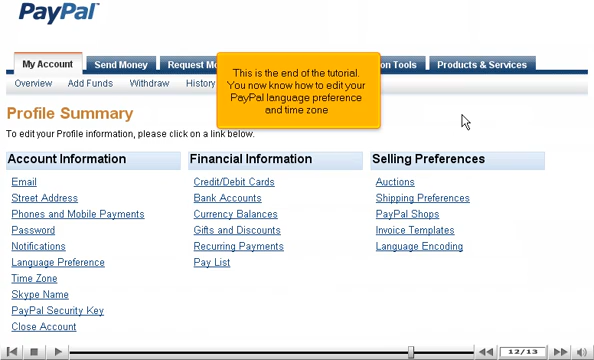 PayPal
My Account Send Money Request Mo on Tools Products & Services
Overview Add Funds Withdraw History
This is the end of the tutorial.
You now know how to edit your
PayPal language preference
and time zone
Profile Summary
To edit your Profile information, please click on a link below.
Account Information
Email
Street Address
Phones and Mobile Payments
Password
Notifications
Language Preference
Time Zone
Skype Name
PayPal Security Key
Close Account
Financial Information
Credit/Debit Cards
Bank Accounts
Currency Balances
Gifts and Discounts
Recurring Payments
Pay List
Selling Preferences
Auctions
Shipping Preferences
PayPal Shops
Invoice Templates
Language Encoding
12/13